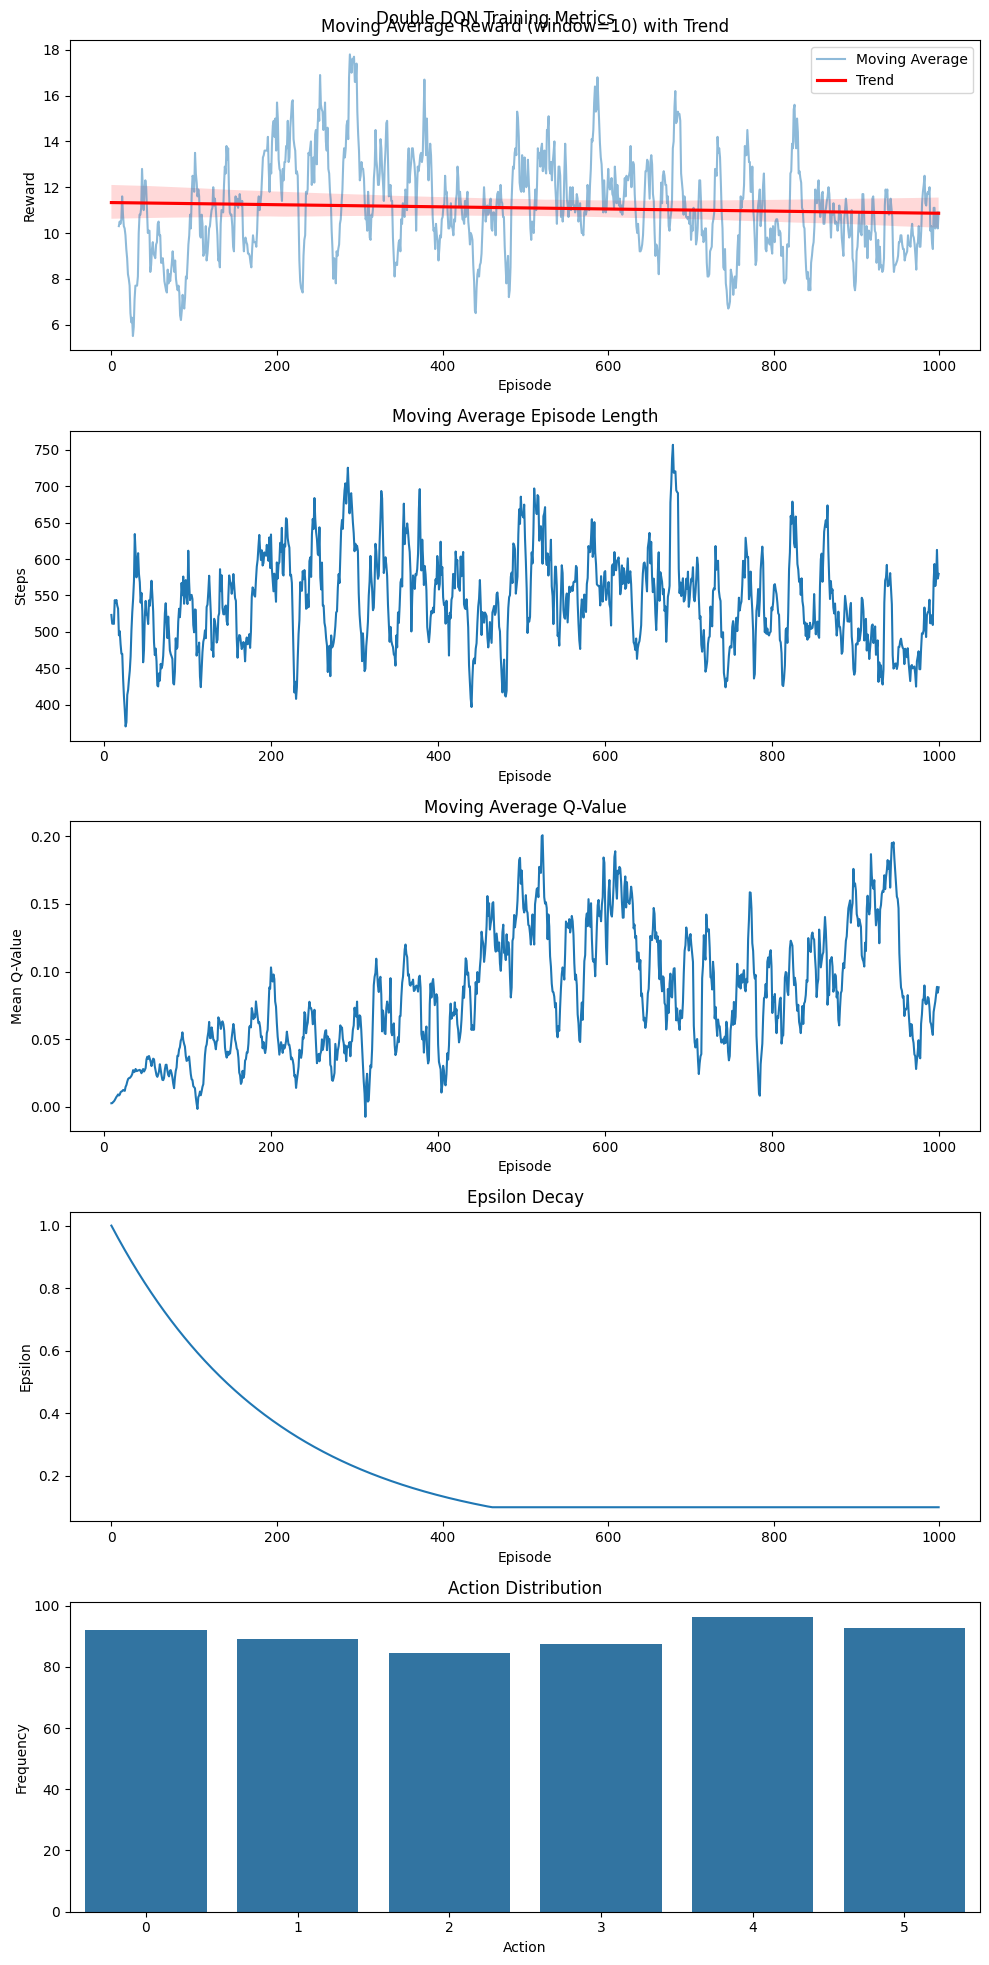 Double DQN Training Metrics
Moving Average Reward (window=10) with Trend
18
16
14
12
10
8
6
Reward
Moving Average
Trend
0 200 400 600 800 1000
Episode
Moving Average Episode Length
750
700
650
600
550
500
450
400
Steps
0 200 400 600 800 1000
Episode
Moving Average Q-Value
0.20
0.15
0.10
0.05
0.00
Mean Q-Value
0 200 400 600 800 1000
Episode
Epsilon Decay
1.0
0.8
0.6
0.4
0.2
Epsilon
0 200 400 600 800 1000
Episode
Action Distribution
100
80
60
40
20
0
Frequency
0 1 2 3 4 5
Action